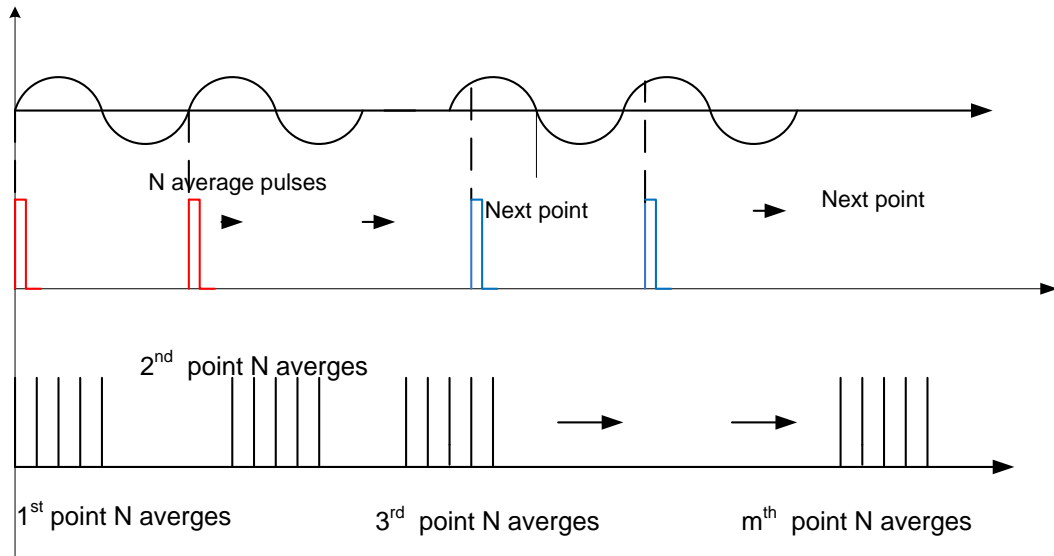 N average pulses
Next point
Next point
2nd point N averges
1st point N averges
3rd point N averges
mth point N averges